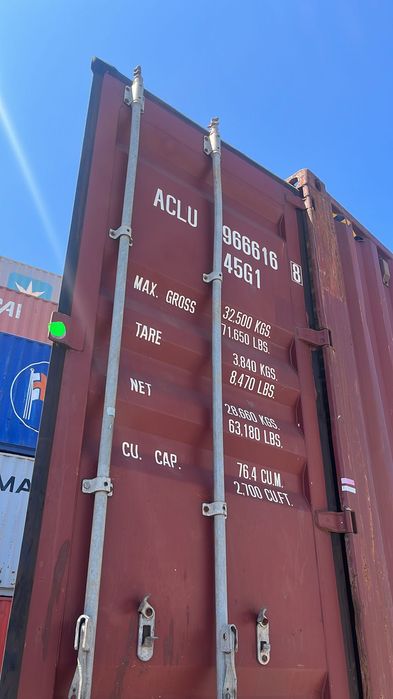 ACLU 966616 8
45G1
MAX. GROSS 32.500 KGS.
71.650 LBS.
TARE 3.840 KGS.
8,470 LBS.
NET 28.660 KGS.
63,180 LBS.
CU. CAP. 76.4 CU.M.
2,700 CU.FT.
MA